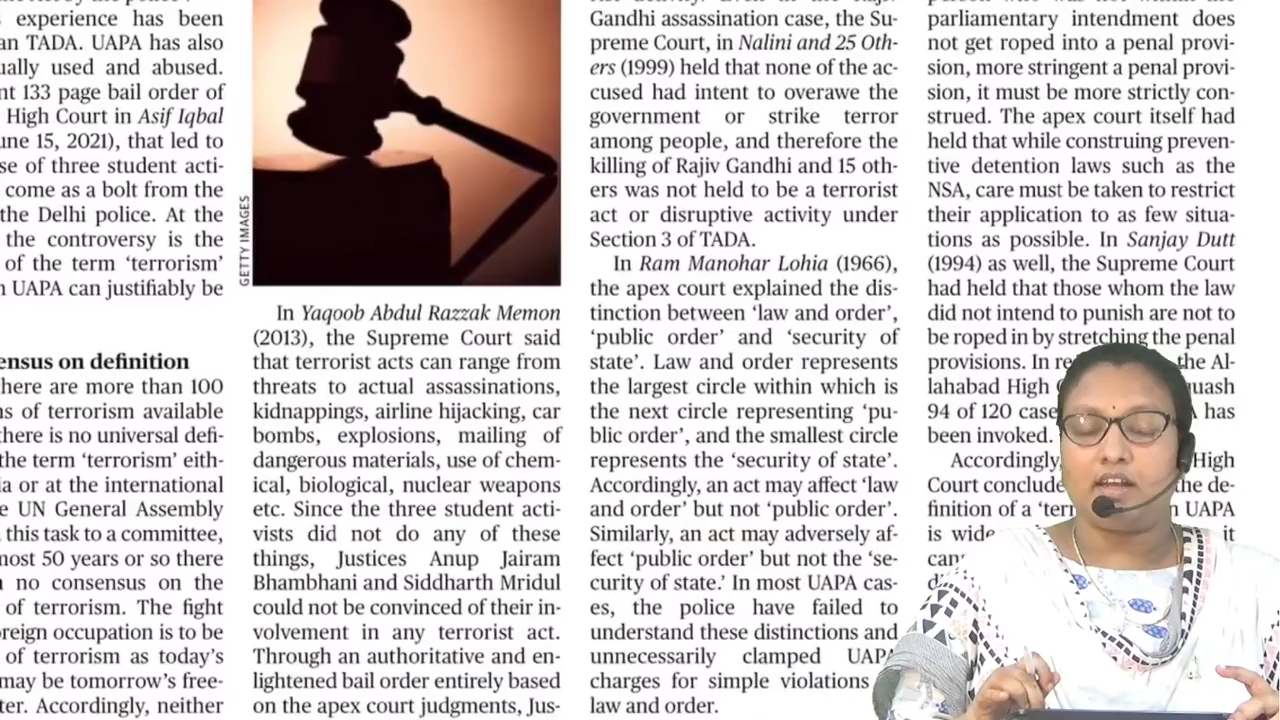 s experience has been
an TADA. UAPA has also
ually used and abused.
nt 133 page bail order of
High Court in Asif Iqbal
une 15, 2021), that led to
se of three student acti-
come as a bolt from the
the Delhi police. At the
the controversy is the
of the term ‘terrorism’
n UAPA can justifiably be
ensus on definition
here are more than 100
ns of terrorism available
there is no universal defi-
the term ‘terrorism’ eith-
ia or at the international
e UN General Assembly
this task to a committee,
most 50 years or so there
no consensus on the
of terrorism. The fight
oreign occupation is to be
of terrorism as today’s
may be tomorrow’s free-
ter. Accordingly, neither
GETTY IMAGES
In Yaqoob Abdul Razzak Memon
(2013), the Supreme Court said
that terrorist acts can range from
threats to actual assassinations,
kidnappings, airline hijacking, car
bombs, explosions, mailing of
dangerous materials, use of chem-
ical, biological, nuclear weapons
etc. Since the three student acti-
vists did not do any of these
things, Justices Anup Jairam
Bhambhani and Siddharth Mridul
could not be convinced of their in-
volvement in any terrorist act.
Through an authoritative and en-
lightened bail order entirely based
on the apex court judgments, Jus-
Gandhi assassination case, the Su-
preme Court, in Nalini and 25 Oth-
ers (1999) held that none of the ac-
cused had intent to overawe the
government or strike terror
among people, and therefore the
killing of Rajiv Gandhi and 15 oth-
ers was not held to be a terrorist
act or disruptive activity under
Section 3 of TADA.
In Ram Manohar Lohia (1966),
the apex court explained the dis-
tinction between ‘law and order’,
‘public order’ and ‘security of
state’. Law and order represents
the largest circle within which is
the next circle representing ‘pu-
blic order’, and the smallest circle
represents the ‘security of state’.
Accordingly, an act may affect ‘law
and order’ but not ‘public order’.
Similarly, an act may adversely af-
fect ‘public order’ but not the ‘se-
curity of state.’ In most UAPA cas-
es, the police have failed to
understand these distinctions and
unnecessarily clamped UAPA
charges for simple violations
law and order.
parliamentary intendment does
not get roped into a penal provi-
sion, more stringent a penal provi-
sion, it must be more strictly con-
strued. The apex court itself had
held that while construing preven-
tive detention laws such as the
NSA, care must be taken to restrict
their application to as few situa-
tions as possible. In Sanjay Dutt
(1994) as well, the Supreme Court
had held that those whom the law
did not intend to punish are not to
be roped in by stretching the penal
provisions. In re the Al-
lahabad High quash
94 of 120 case has
been invoked.
Accordingly, High
Court conclude the de-
finition of a ‘ter UAPA
is wide it